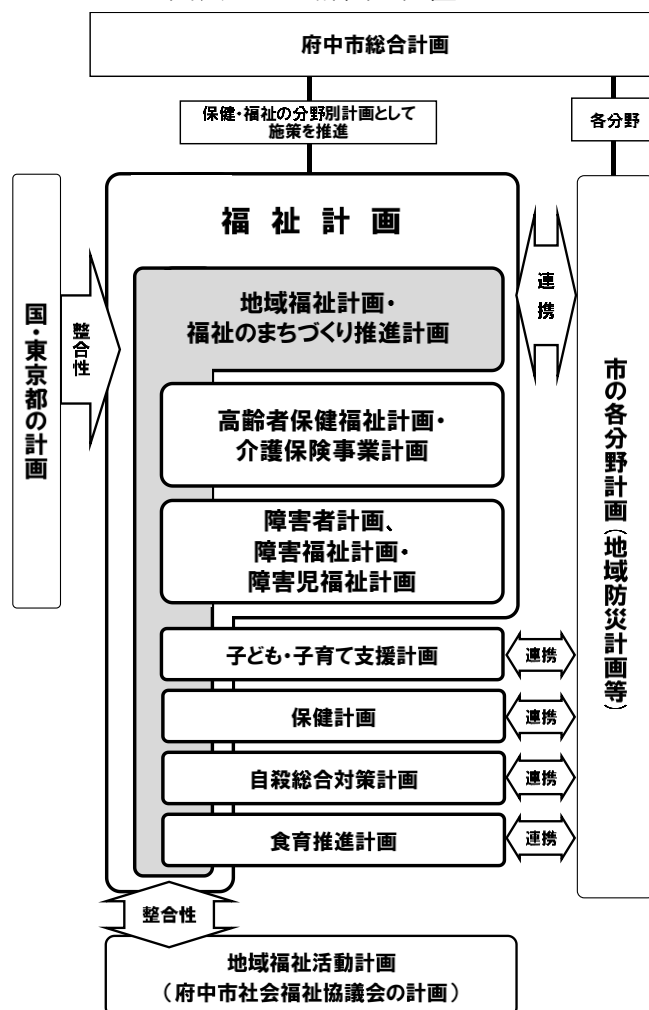 府中市総合計画
保健・福祉の分野別計画として
施策を推進
各分野
福祉計画
国・東京都の計画
整合性
連携
市の各分野計画（地域防災計画等）
地域福祉計画・
福祉のまちづくり推進計画
高齢者保健福祉計画・
介護保険事業計画
障害者計画、
障害福祉計画・
障害児福祉計画
子ども・子育て支援計画
連携
保健計画
連携
自殺総合対策計画
連携
食育推進計画
連携
整合性
地域福祉活動計画
（府中市社会福祉協議会の計画）